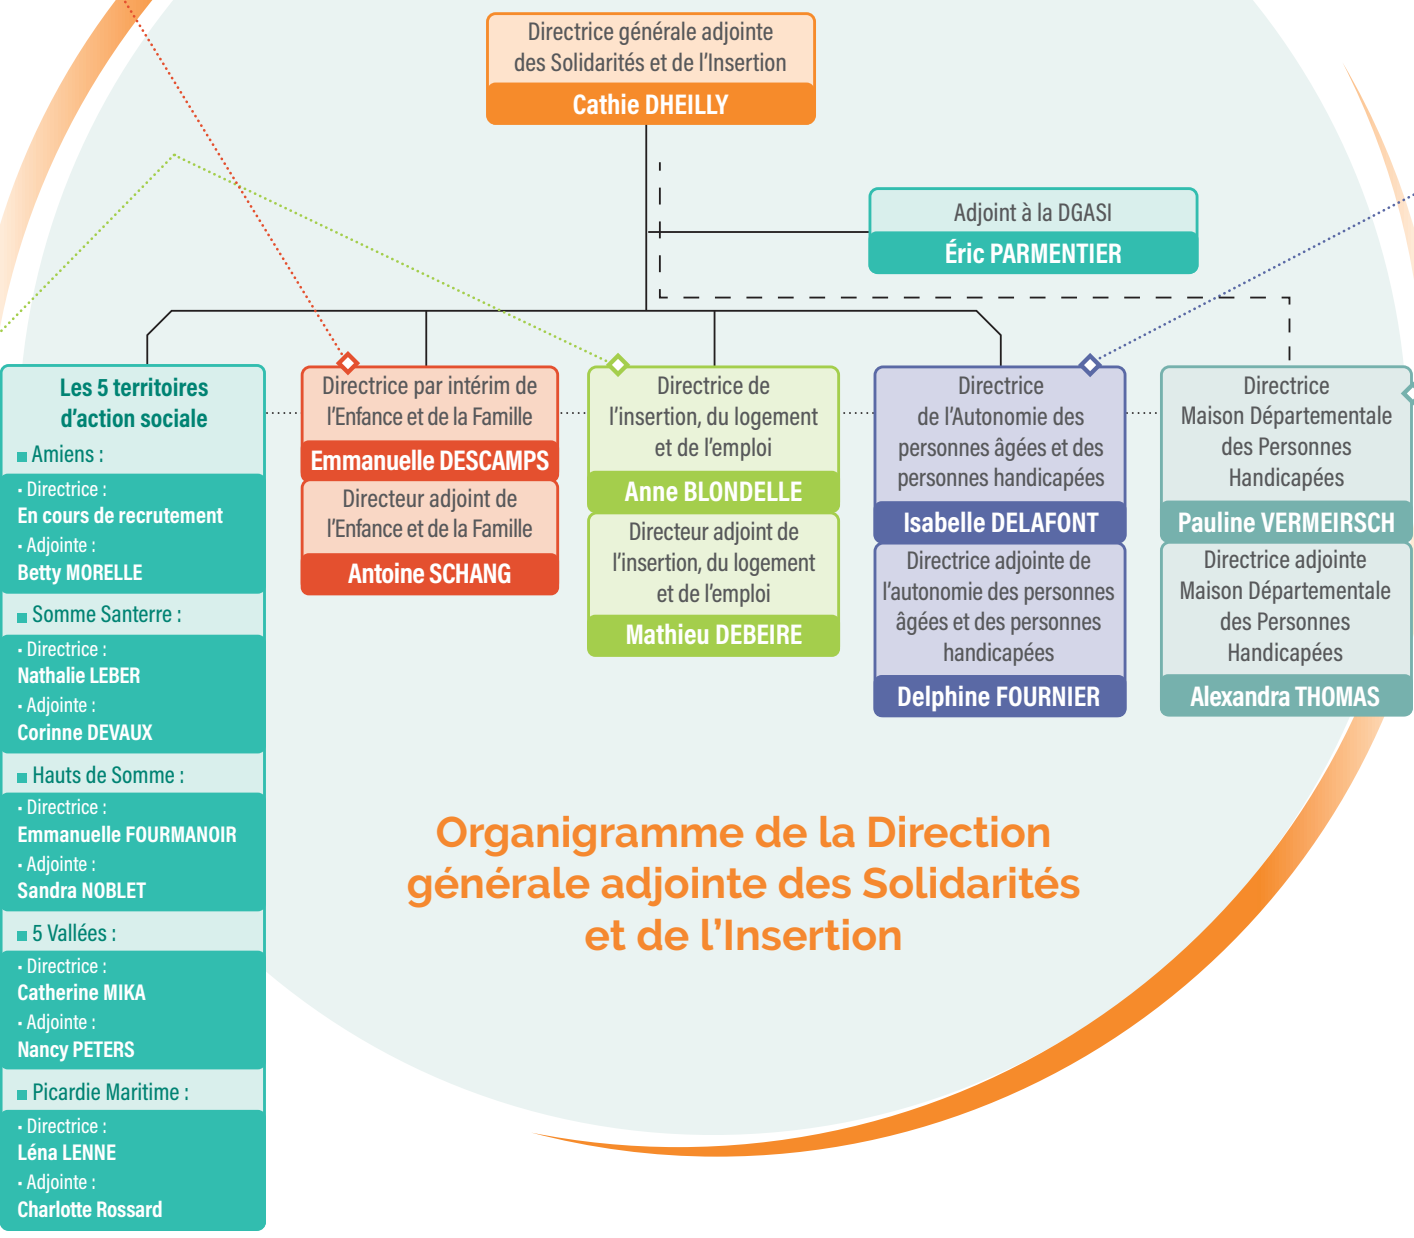 Directrice générale adjointe
des Solidarités et de l'Insertion
Cathie DHEILLY
Adjoint à la DGASI
Éric PARMENTIER
Les 5 territoires
d'action sociale
Amiens :
- Directrice :
En cours de recrutement
- Adjointe :
Betty MORELLE
Somme Santerre :
- Directrice :
Nathalie LEBER
- Adjointe :
Corinne DEVAUX
Hauts de Somme :
- Directrice :
Emmanuelle FOURMANOIR
- Adjointe :
Sandra NOBLET
5 Vallées :
- Directrice :
Catherine MIKA
- Adjointe :
Nancy PETERS
Picardie Maritime :
- Directrice :
Léna LENNE
- Adjointe :
Charlotte Rossard
Directrice par intérim de
l'Enfance et de la Famille
Emmanuelle DESCAMPS
Directeur adjoint de
l'Enfance et de la Famille
Antoine SCHANG
Directrice de
l'insertion, du logement
et de l'emploi
Anne BLONDELLE
Directeur adjoint de
l'insertion, du logement
et de l'emploi
Mathieu DEBEIRE
Directrice
de l'Autonomie des
personnes âgées et des
personnes handicapées
Isabelle DELAFONT
Directrice adjointe de
l'autonomie des personnes
âgées et des personnes
handicapées
Delphine FOURNIER
Directrice
Maison Départementale
des Personnes
Handicapées
Pauline VERMEIRSCH
Directrice adjointe
Maison Départementale
des Personnes
Handicapées
Alexandra THOMAS
Organigramme de la Direction
générale adjointe des Solidarités
et de l'Insertion